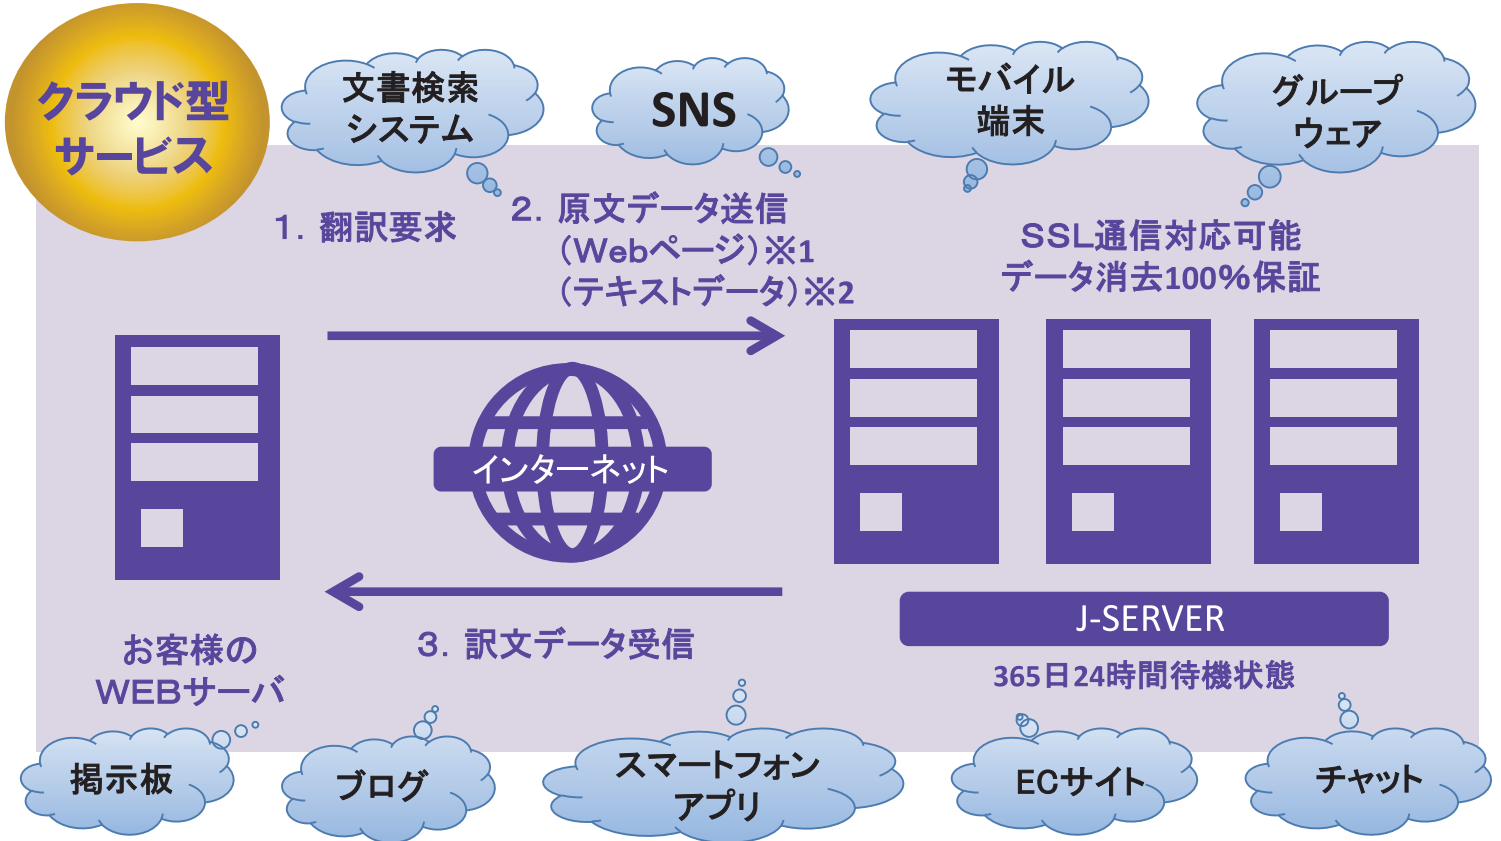 クラウド型
サービス
文書検索
システム
SNS
モバイル
端末
グループ
ウェア
1. 翻訳要求
2. 原文データ送信
(Webページ)※1
(テキストデータ)※2
SSL通信対応可能
データ消去100%保証
インターネット
3. 訳文データ受信
お客様の
WEBサーバ
J-SERVER
365日24時間待機状態
掲示板
ブログ
スマートフォン
アプリ
ECサイト
チャット